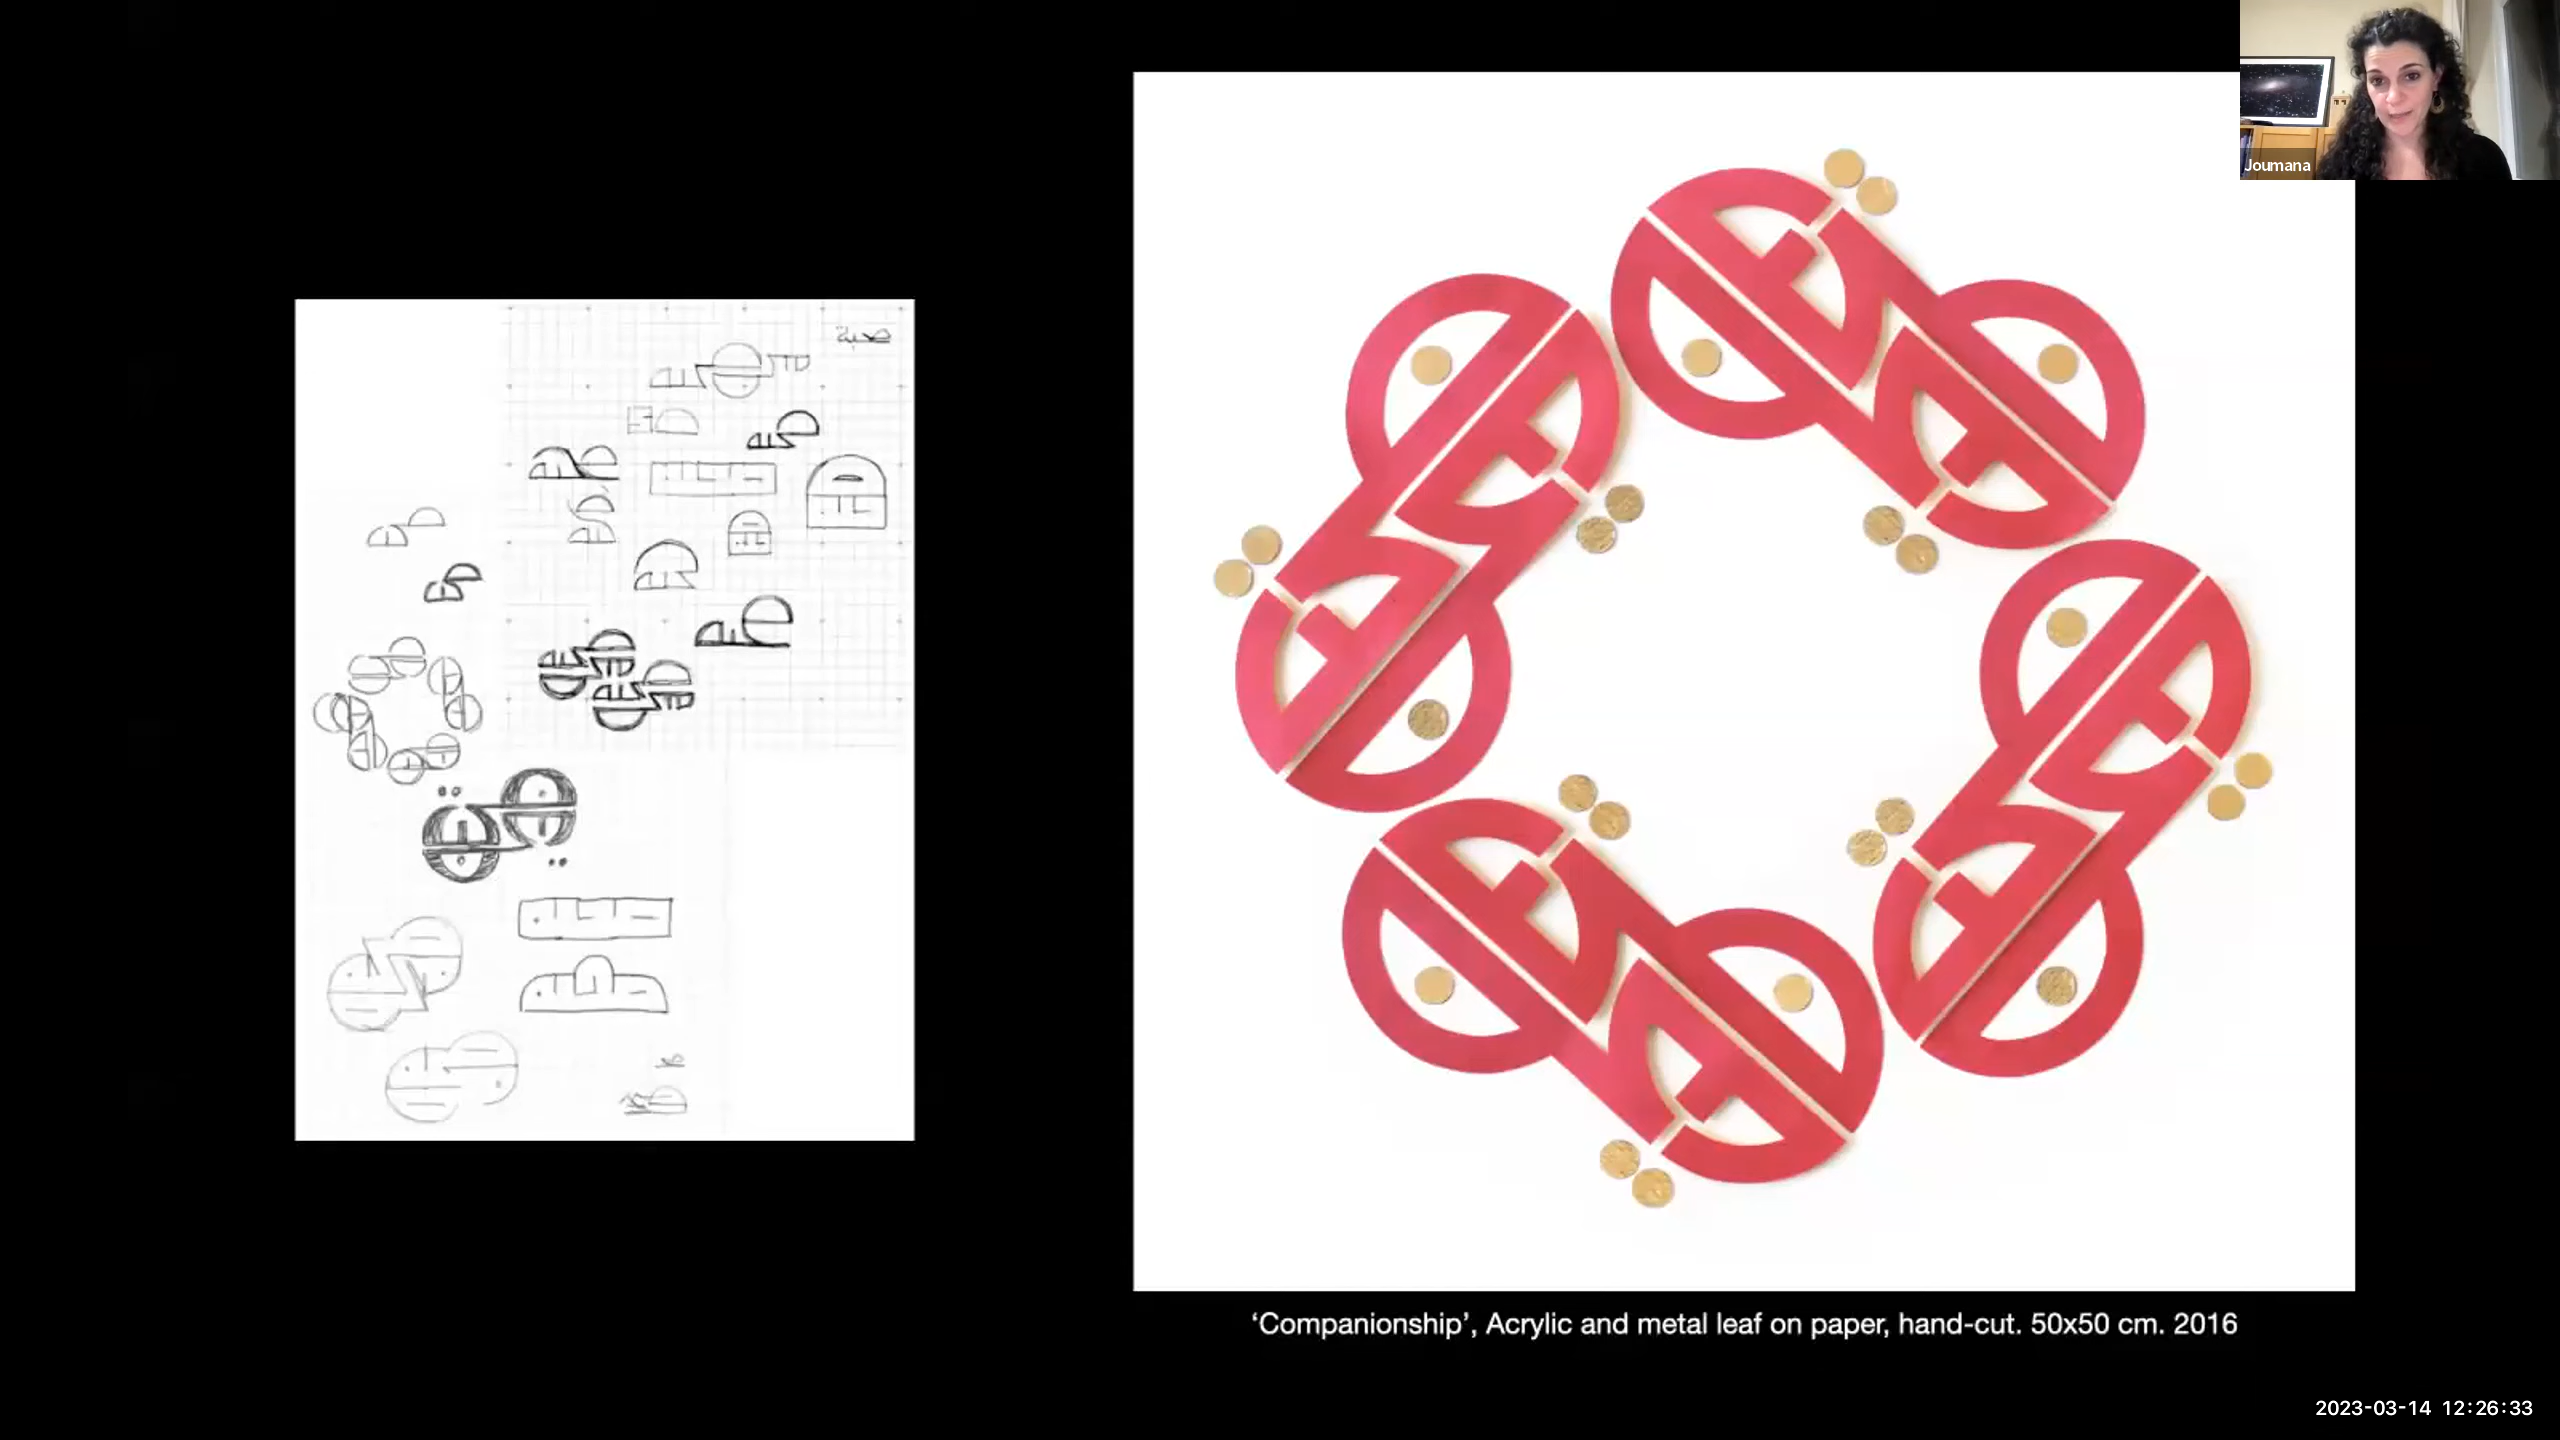 Joumana
صحبة
‘Companionship’, Acrylic and metal leaf on paper, hand-cut. 50x50 cm. 2016
2023-03-14 12:26:33